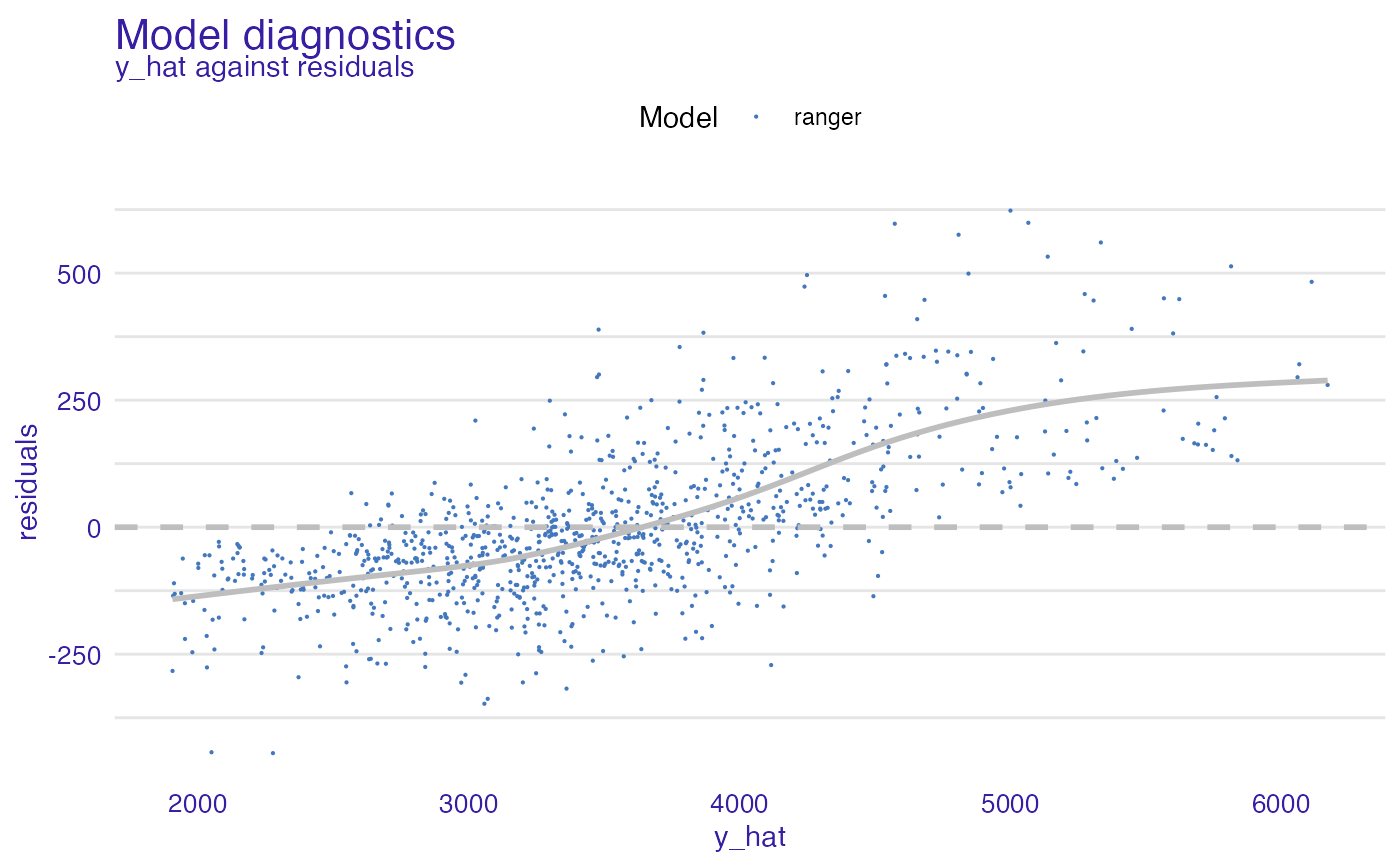 Model diagnostics
y_hat against residuals
Model ranger
500
250
0
-250
residuals
2000 3000 4000 5000 6000
y_hat